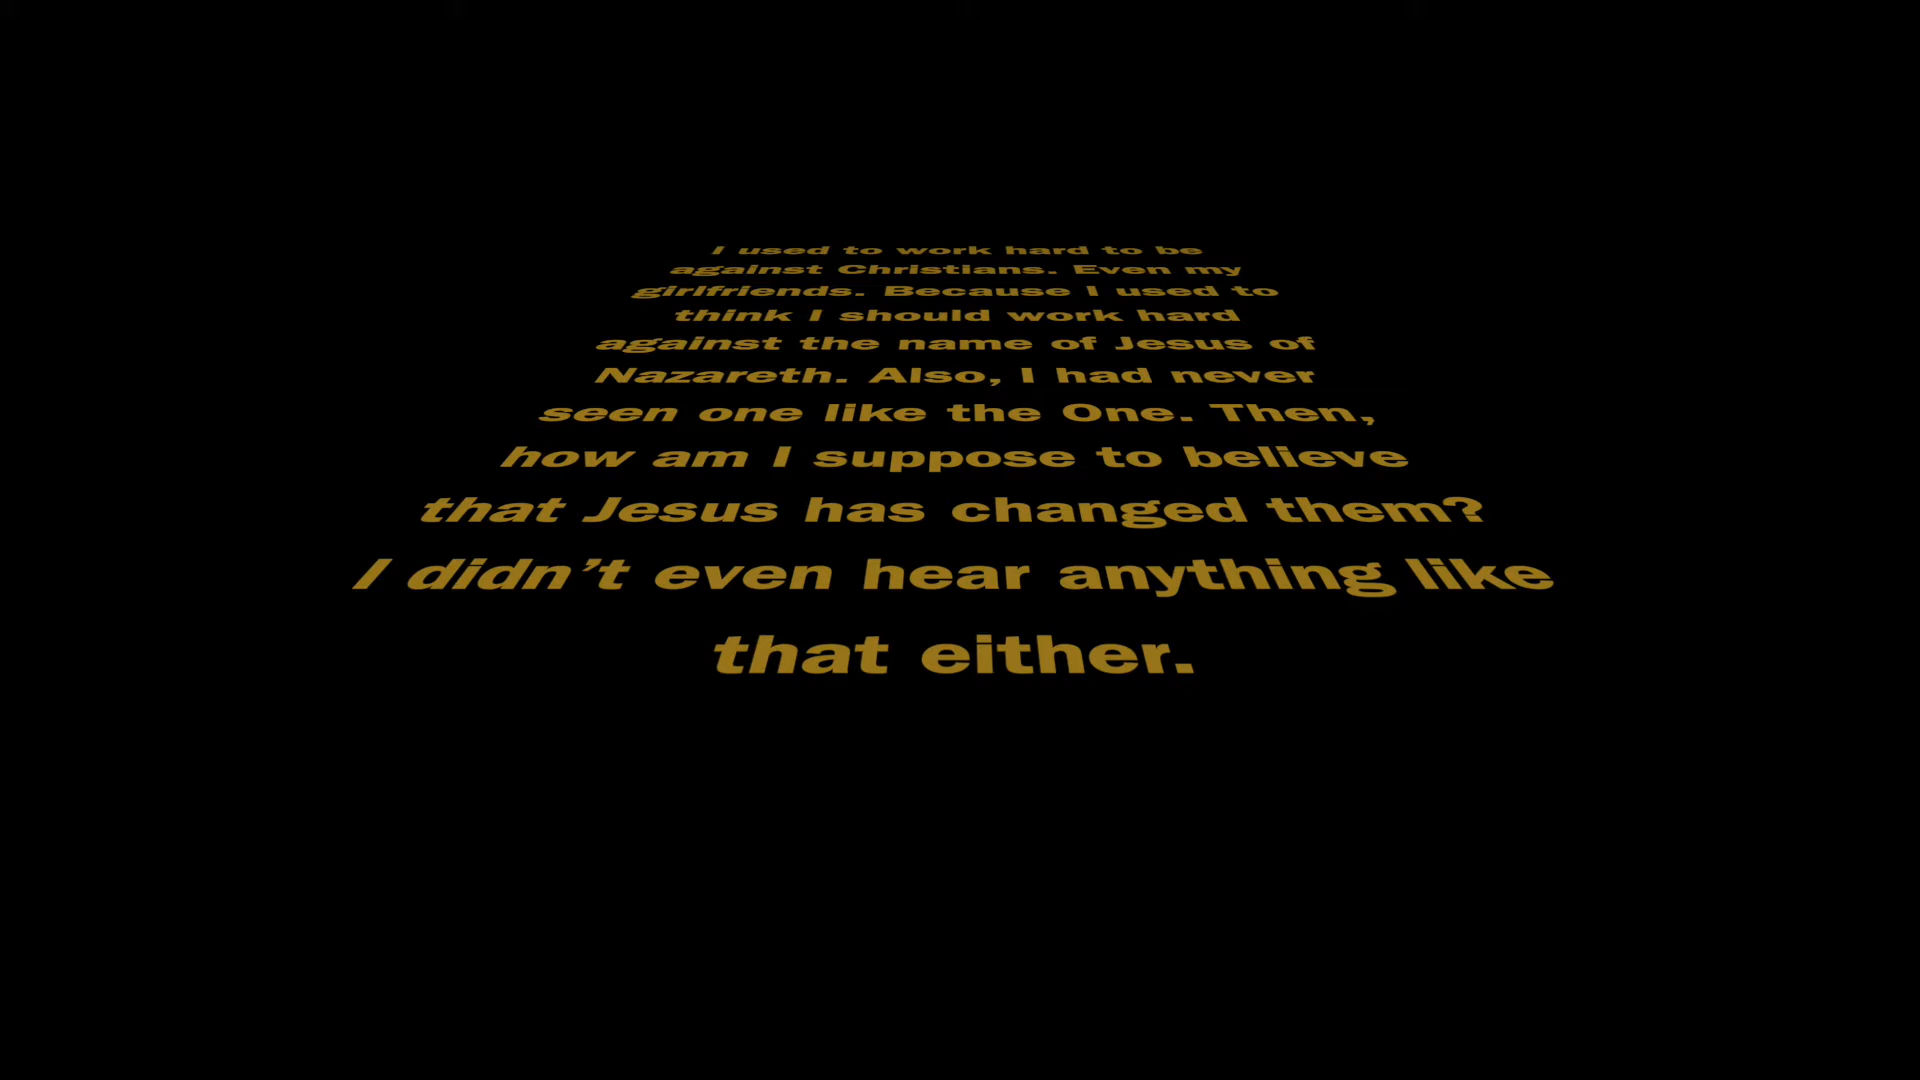 I used to work hard to be
against Christians. Even my
girlfriends. Because I used to
think I should work hard
against the name of Jesus of
Nazareth. Also, I had never
seen one like the One. Then,
how am I suppose to believe
that Jesus has changed them?
I didn’t even hear anything like
that either.